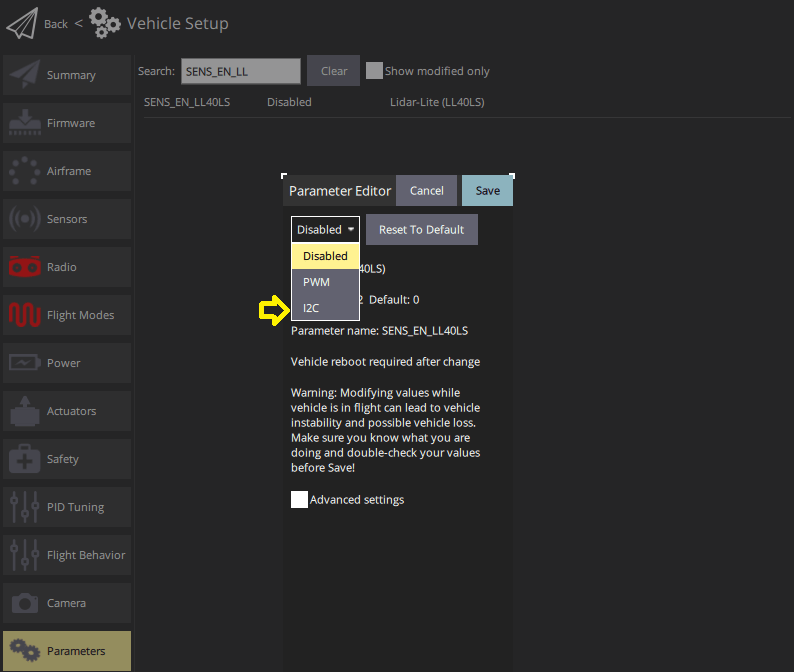 Back < Vehicle Setup
Summary
Firmware
Airframe
Sensors
Radio
Flight Modes
Power
Actuators
Safety
PID Tuning
Flight Behavior
Camera
Parameters
Search: SENS_EN_LL Clear Show modified only
SENS_EN_LL40LS Disabled Lidar-Lite (LL40LS)
Parameter Editor Cancel Save
Disabled Reset To Default
Disabled
PWM
I2C
40LS)
2 Default: 0
Parameter name: SENS_EN_LL40LS
Vehicle reboot required after change
Warning: Modifying values while
vehicle is in flight can lead to vehicle
instability and possible vehicle loss.
Make sure you know what you are
doing and double-check your values
before Save!
Advanced settings